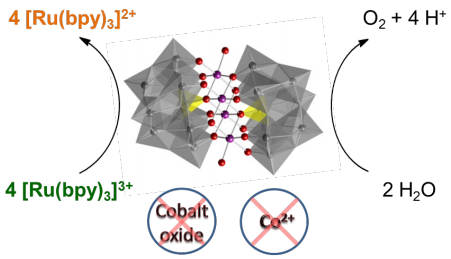 4 [Ru(bpy)₃]²⁺
O₂ + 4 H⁺
4 [Ru(bpy)₃]³⁺
2 H₂O
Cobalt
oxide
Co²⁺